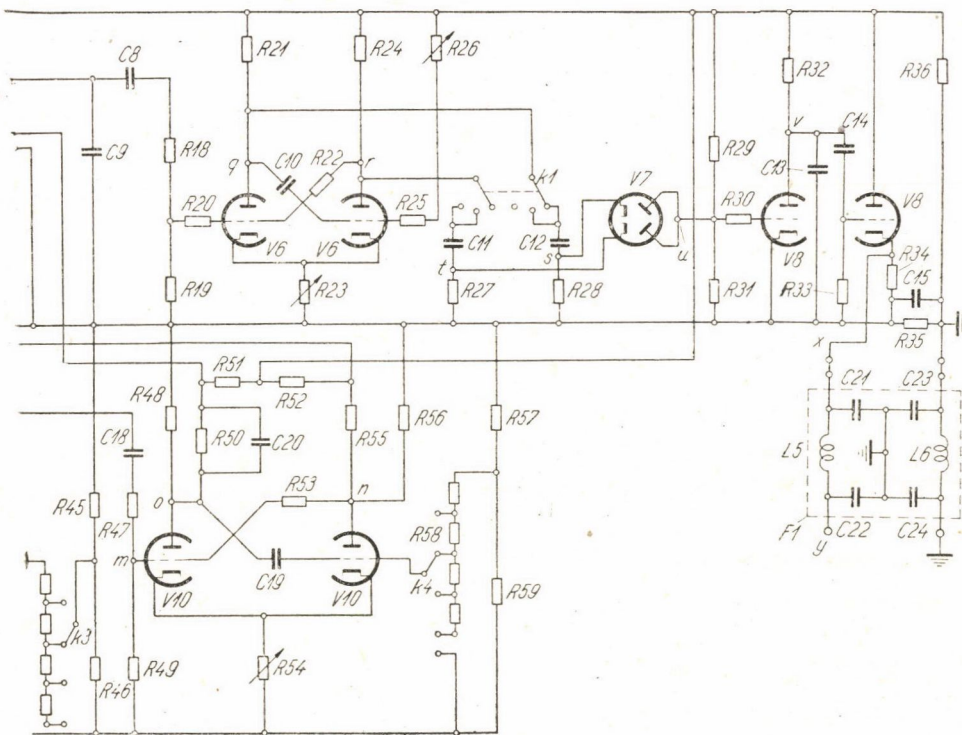 C8
R21
R24
R26
R32
R36
C9
R18
q
C10
R22
r
k1
V7
R29
v
C14
C13
R20
R25
R30
V8
V6
V6
C11
C12
s
u
V8
R34
t
C15
R19
R23
R27
R28
R31
R33
R35
x
R51
R52
R48
R56
R57
C21
C23
C18
R50
C20
R55
L5
L6
R53
n
o
R45
R47
R58
C22
C24
F1
y
m
C19
k4
V10
V10
R59
k3
R46
R49
R54